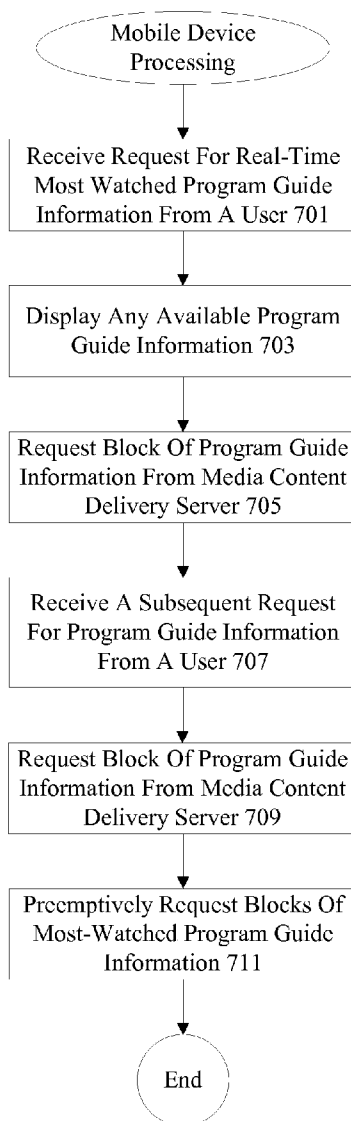 Mobile Device
Processing
Receive Request For Real-Time
Most Watched Program Guide
Information From A User 701
Display Any Available Program
Guide Information 703
Request Block Of Program Guide
Information From Media Content
Delivery Server 705
Receive A Subsequent Request
For Program Guide Information
From A User 707
Request Block Of Program Guide
Information From Media Content
Delivery Server 709
Preemptively Request Blocks Of
Most-Watched Program Guide
Information 711
End